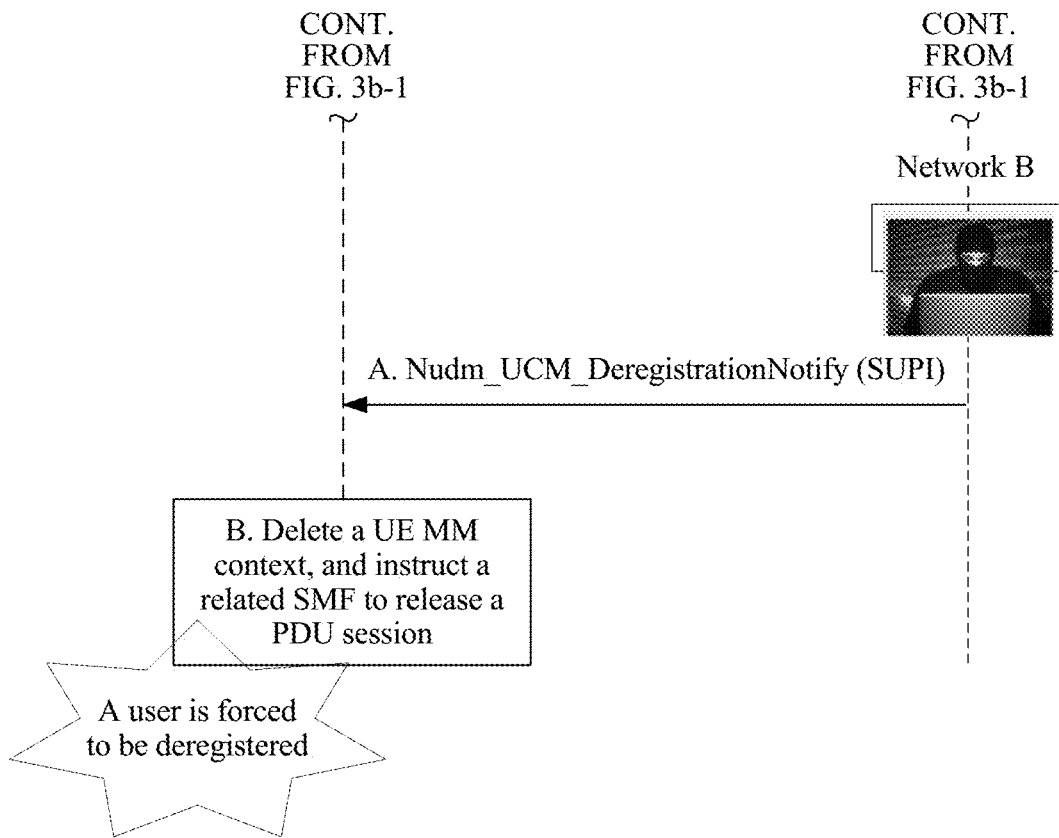 CONT.
FROM
FIG. 3b-1
CONT.
FROM
FIG. 3b-1
Network B
A. Nudm_UCM_DeregistrationNotify (SUPI)
B. Delete a UE MM
context, and instruct a
related SMF to release a
PDU session
A user is forced
to be deregistered